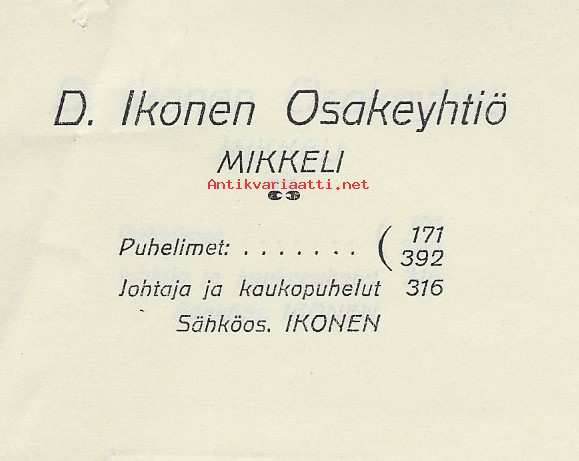 D. Ikonen Osakeyhtiö
MIKKELI
Antikvariaatti.net
Puhelimet: . . . . . . . ( 171
392
Johtaja ja kaukopuhelut 316
Sähköos. IKONEN